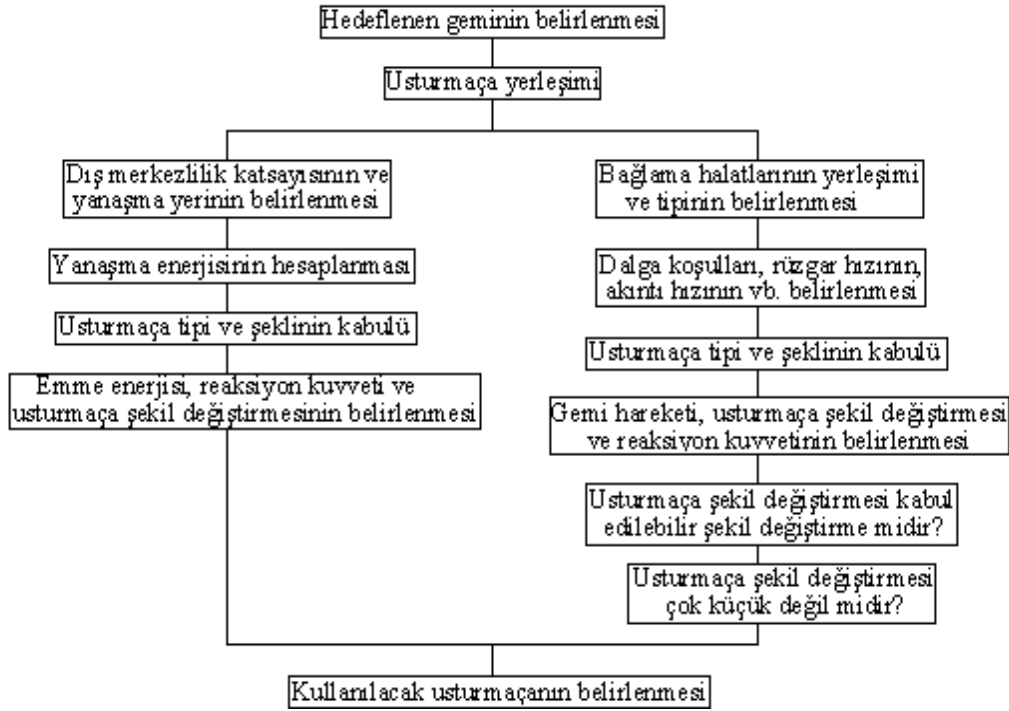 Hedeflenen geminin belirlenmesi
Usturmaça yerleşimi
Dış merkezlilik katsayısının ve
yanaşma yerinin belirlenmesi
Yanaşma enerjisinin hesaplanması
Usturmaça tipi ve şeklinin kabulü
Emme enerjisi, reaksiyon kuvveti ve
usturmaça şekil değiştirmesinin belirlenmesi
Bağlama halatlarının yerleşimi
ve tipinin belirlenmesi
Dalga koşulları, rüzgar hızının,
akıntı hızının vb. belirlenmesi
Usturmaça tipi ve şeklinin kabulü
Gemi hareketi, usturmaça şekil değiştirmesi
ve reaksiyon kuvvetinin belirlenmesi
Usturmaça şekil değiştirmesi kabul
edilebilir şekil değiştirme midir?
Usturmaça şekil değiştirmesi
çok küçük değil midir?
Kullanılacak usturmaçanın belirlenmesi